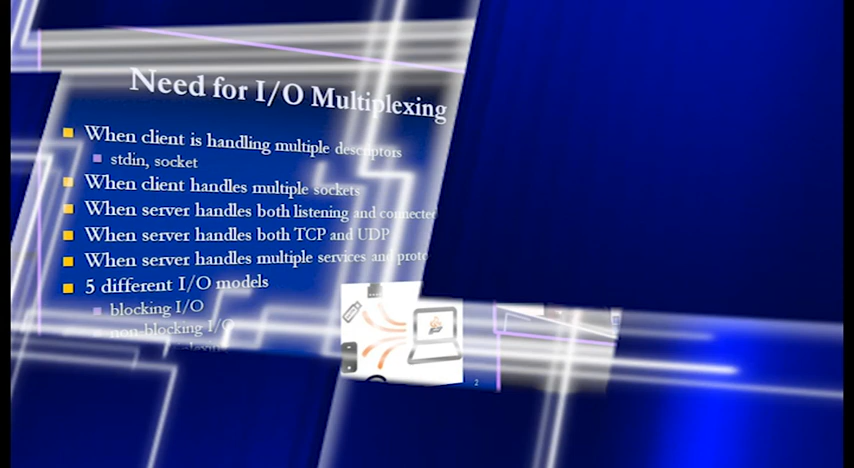 Need for I/O Multiplexing
When client is handling multiple descriptors
stdin, socket
When client handles multiple sockets
When server handles both listening and connected
When server handles both TCP and UDP
When server handles multiple services and
5 different I/O models
blocking I/O
non-blocking I/O
2